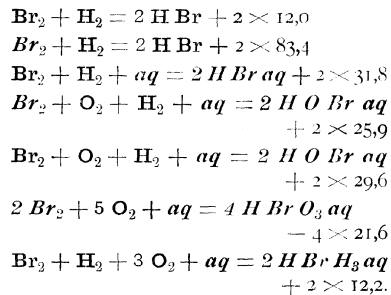 Br₂ + H₂ = 2 H Br + 2 × 12,0
Br₂ + H₂ = 2 H Br + 2 × 83,4
Br₂ + H₂ + aq = 2 H Br aq + 2 × 31,8
Br₂ + O₂ + H₂ + aq = 2 H O Br aq
+ 2 × 25,9
Br₂ + O₂ + H₂ + aq = 2 H O Br aq
+ 2 × 29,6
2 Br₂ + 5 O₂ + aq = 4 H Br O₃ aq
— 4 × 21,6
Br₂ + H₂ + 3 O₂ + aq = 2 H Br H₃ aq
+ 2 × 12,2.